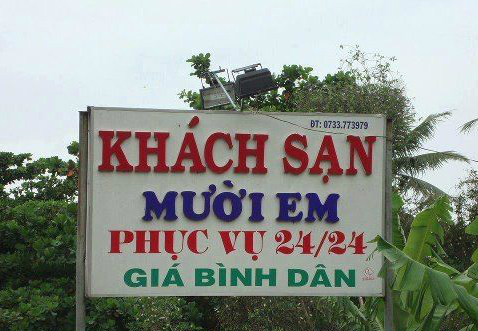 ĐT: 0733.773979
KHÁCH SẠN
MƯỜI EM
PHỤC VỤ 24/24
GIÁ BÌNH DÂN